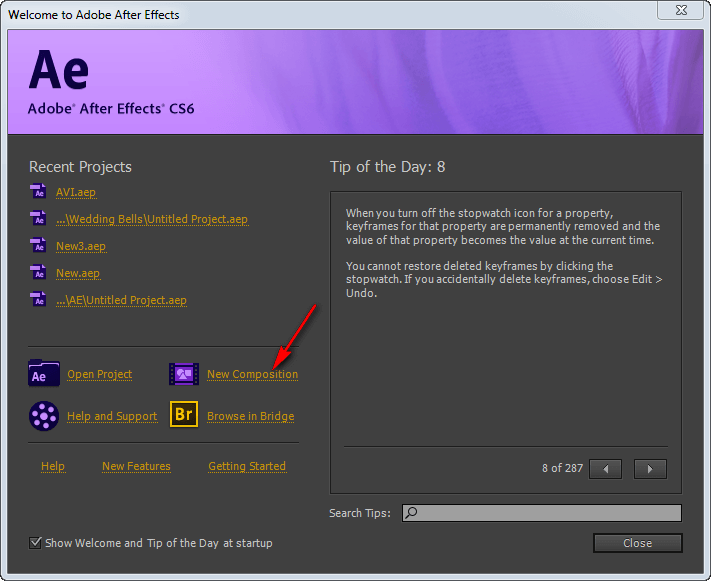 Welcome to Adobe After Effects
Ae
Adobe® After Effects® CS6
Recent Projects
Ae AVI.aep
Ae ...\Wedding Bells\Untitled Project.aep
Ae New3.aep
Ae New.aep
Ae ...\AE\Untitled Project.aep
Ae Open Project
New Composition
Help and Support
Br Browse in Bridge
Help
New Features
Getting Started
Show Welcome and Tip of the Day at startup
Tip of the Day: 8
When you turn off the stopwatch icon for a property,
keyframes for that property are permanently removed and the
value of that property becomes the value at the current time.
You cannot restore deleted keyframes by clicking the
stopwatch. If you accidentally delete keyframes, choose Edit >
Undo.
8 of 287
Search Tips:
Close